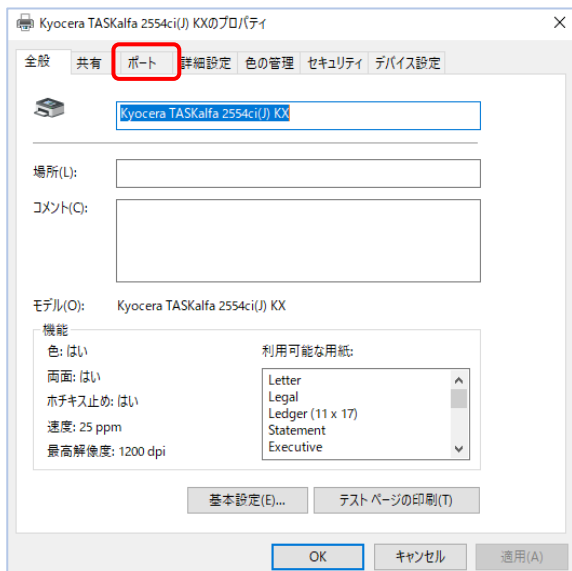 Kyocera TASKalfa 2554ci(J) KXのプロパティ
全般 共有 ポート 詳細設定 色の管理 セキュリティ デバイス設定
Kyocera TASKalfa 2554ci(J) KX
場所(L):
コメント(C):
モデル(O): Kyocera TASKalfa 2554ci(J) KX
機能
色: はい 利用可能な用紙:
両面: はい Letter
ホチキス止め: はい Legal
Ledger (11 x 17)
速度: 25 ppm Statement
最高解像度: 1200 dpi Executive
基本設定(E)... テスト ページの印刷(T)
OK キャンセル 適用(A)